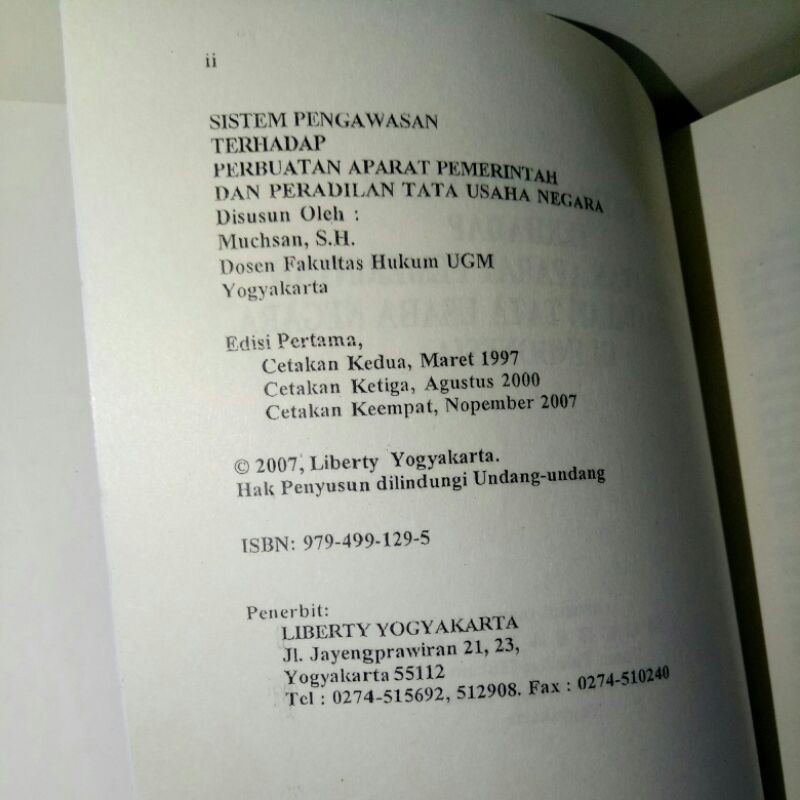 ii
SISTEM PENGAWASAN
TERHADAP
PERBUATAN APARAT PEMERINTAH
DAN PERADILAN TATA USAHA NEGARA
Disusun Oleh :
Muchsan, S.H.
Dosen Fakultas Hukum UGM
Yogyakarta
Edisi Pertama,
Cetakan Kedua, Maret 1997
Cetakan Ketiga, Agustus 2000
Cetakan Keempat, Nopember 2007
© 2007, Liberty Yogyakarta.
Hak Penyusun dilindungi Undang-undang
ISBN: 979-499-129-5
Penerbit:
LIBERTY YOGYAKARTA
Jl. Jayengprawiran 21, 23,
Yogyakarta 55112
Tel : 0274-515692, 512908. Fax : 0274-510240